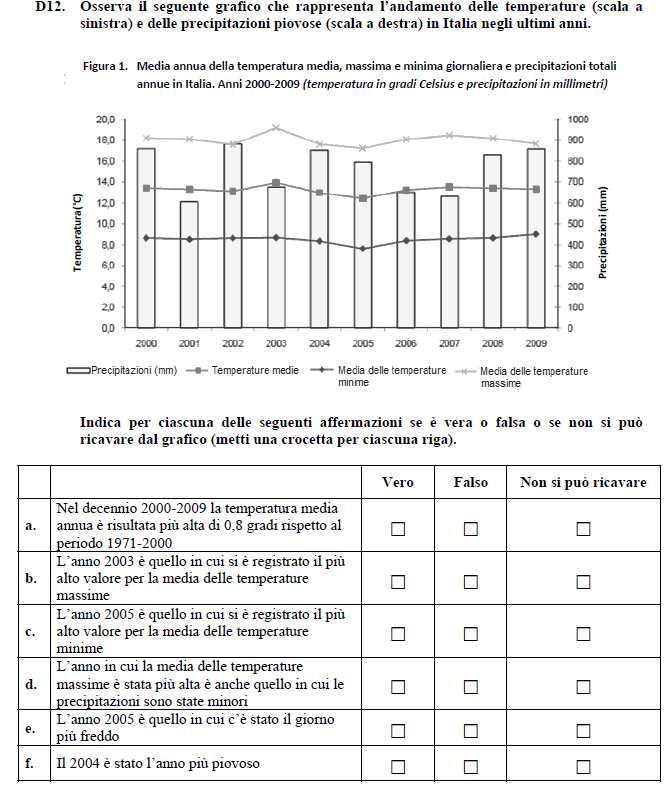 D12. Osserva il seguente grafico che rappresenta l'andamento delle temperature (scala a
sinistra) e delle precipitazioni piovose (scala a destra) in Italia negli ultimi anni.
Figura 1. Media annua della temperatura media, massima e minima giornaliera e precipitazioni totali
annue in Italia. Anni 2000-2009 (temperatura in gradi Celsius e precipitazioni in millimetri)
20,0
18,0
16,0
14,0
12,0
10,0
8,0
6,0
4,0
2,0
0,0
Temperatura(°C)
1000
900
800
700
600
500
400
300
200
100
0
Precipitazioni (mm)
2000 2001 2002 2003 2004 2005 2006 2007 2008 2009
Precipitazioni (mm) Temperature medie Media delle temperature Media delle temperature
minime massime
Indica per ciascuna delle seguenti affermazioni se è vera o falsa o se non si può
ricavare dal grafico (metti una crocetta per ciascuna riga).
Vero Falso Non si può ricavare
a. Nel decennio 2000-2009 la temperatura media
annua è risultata più alta di 0,8 gradi rispetto al
periodo 1971-2000
b. L'anno 2003 è quello in cui si è registrato il più
alto valore per la media delle temperature
massime
c. L'anno 2005 è quello in cui si è registrato il più
alto valore per la media delle temperature
minime
d. L'anno in cui la media delle temperature
massime è stata più alta è anche quello in cui le
precipitazioni sono state minori
e. L'anno 2005 è quello in cui c'è stato il giorno
più freddo
f. Il 2004 è stato l'anno più piovoso